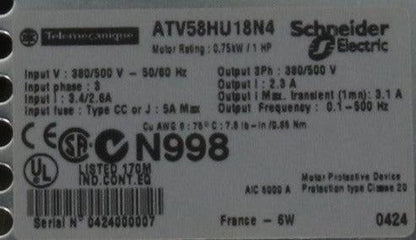 Telemecanique
ATV58HU18N4
Schneider Electric
Motor Rating : 0.75kW / 1 HP
Input V : 380/500 V - 50/60 Hz
Input phase : 3
Input I : 3.4/2.6A
Input fuse : Type CC or J : 5A Max
Output 3Ph : 380/500 V
Output I : 2.3 A
Output I Max. transient (1mn): 3.1 A
Output Frequency : 0.1-500 Hz
Cu AWG 8 : 75°C : 7.5 lb-in /0.85 Nm
CE SA N998
UL
LISTED 170M
IND.CONT.EQ
AIC 5000 A
Motor Protective Device
Protection type Classe 20
Serial N° 0424000007
France - 6W
0424